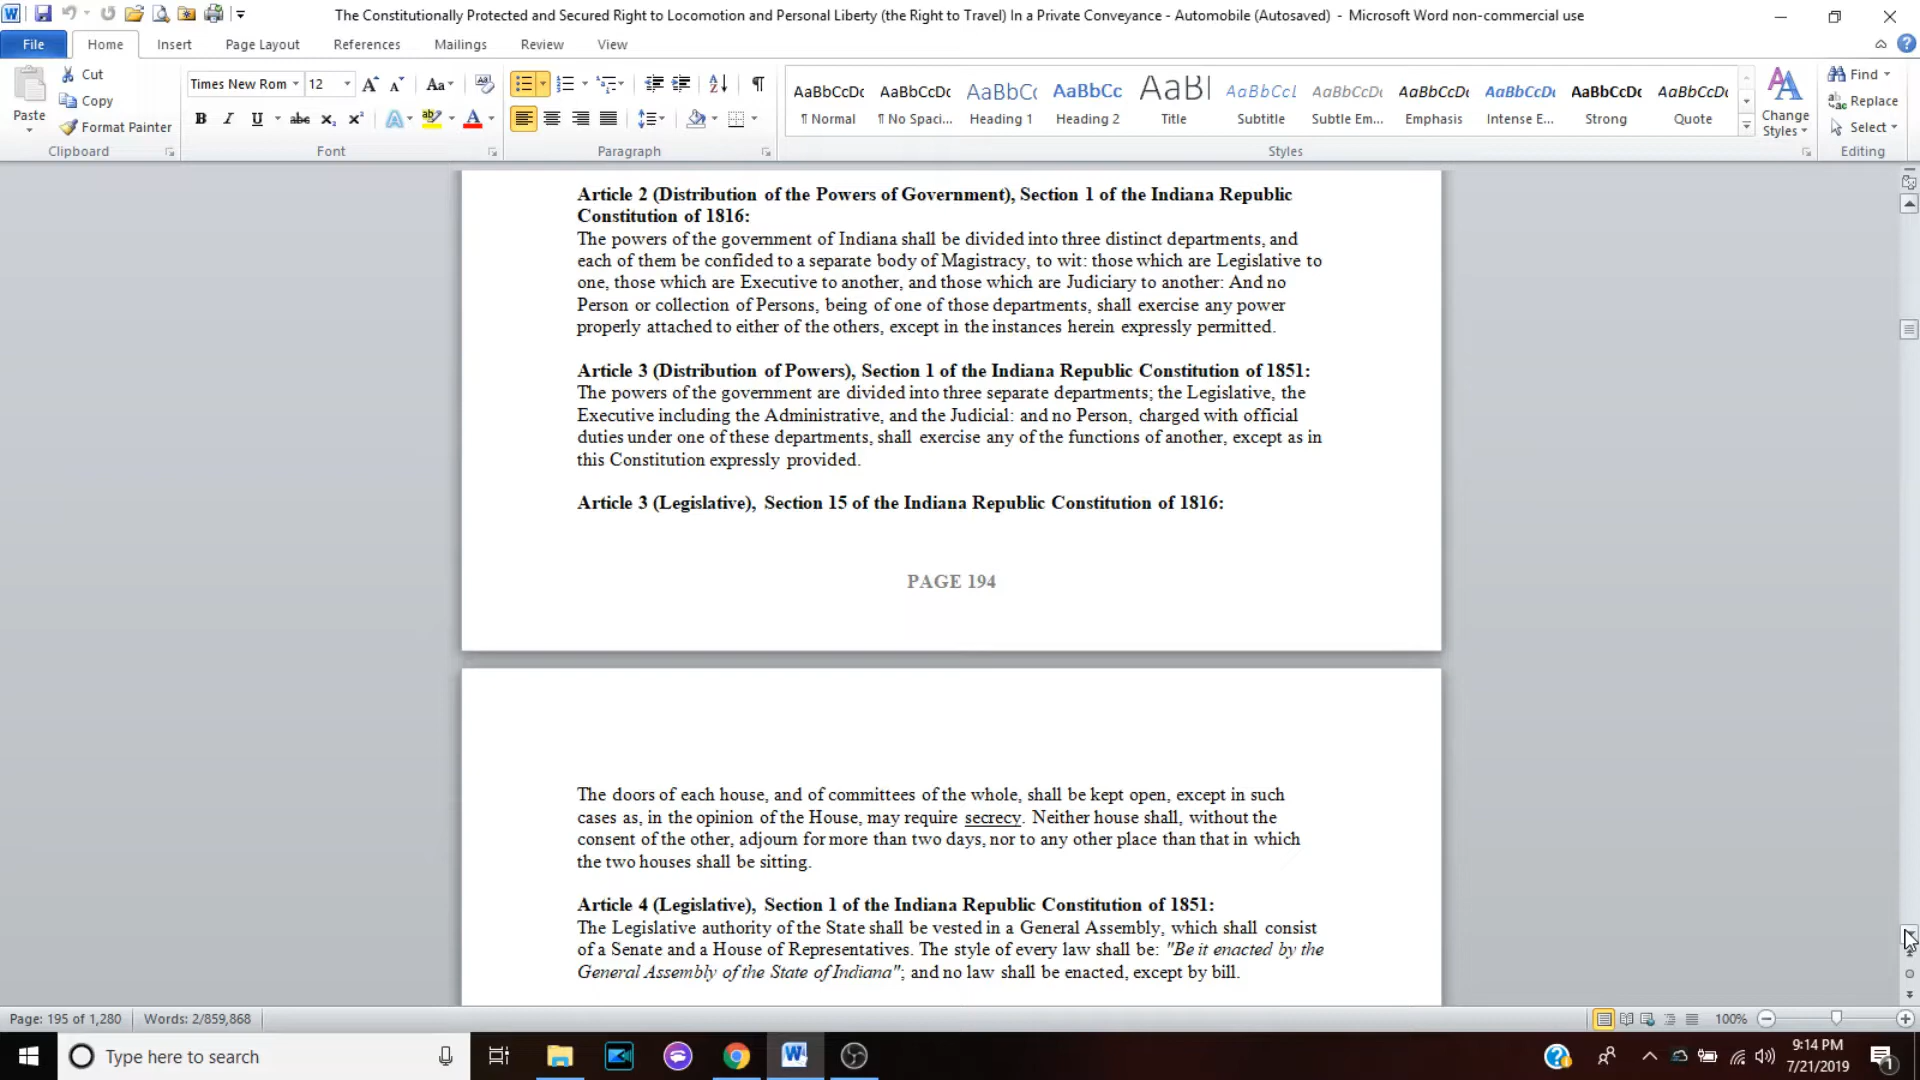 The Constitutionally Protected and Secured Right to Locomotion and Personal Liberty (the Right to Travel) In a Private Conveyance - Automobile (Autosaved) - Microsoft Word non-commercial use
File Home Insert Page Layout References Mailings Review View
Paste
Cut
Copy
Format Painter
Clipboard
Times New Rom 12
Font
Paragraph
AaBbCcDc AaBbCcDc AaBbC( AaBbCc AaB AaBbCcL AaBbCcDc AaBbCcDc AaBbCcDc AaBbCcDc AaBbCcDc
¶ Normal ¶ No Spaci... Heading 1 Heading 2 Title Subtitle Subtle Em... Emphasis Intense E... Strong Quote
Styles
Change
Styles
Find
Replace
Select
Editing
Article 2 (Distribution of the Powers of Government), Section 1 of the Indiana Republic
Constitution of 1816:
The powers of the government of Indiana shall be divided into three distinct departments, and
each of them be confided to a separate body of Magistracy, to wit: those which are Legislative to
one, those which are Executive to another, and those which are Judiciary to another: And no
Person or collection of Persons, being of one of those departments, shall exercise any power
properly attached to either of the others, except in the instances herein expressly permitted.
Article 3 (Distribution of Powers), Section 1 of the Indiana Republic Constitution of 1851:
The powers of the government are divided into three separate departments; the Legislative, the
Executive including the Administrative, and the Judicial: and no Person, charged with official
duties under one of these departments, shall exercise any of the functions of another, except as in
this Constitution expressly provided.
Article 3 (Legislative), Section 15 of the Indiana Republic Constitution of 1816:
PAGE 194
The doors of each house, and of committees of the whole, shall be kept open, except in such
cases as, in the opinion of the House, may require secrecy. Neither house shall, without the
consent of the other, adjourn for more than two days, nor to any other place than that in which
the two houses shall be sitting.
Article 4 (Legislative), Section 1 of the Indiana Republic Constitution of 1851:
The Legislative authority of the State shall be vested in a General Assembly, which shall consist
of a Senate and a House of Representatives. The style of every law shall be: "Be it enacted by the
General Assembly of the State of Indiana"; and no law shall be enacted, except by bill.
Page: 195 of 1,280 Words: 2/859,868
100%
Type here to search
9:14 PM
7/21/2019
1